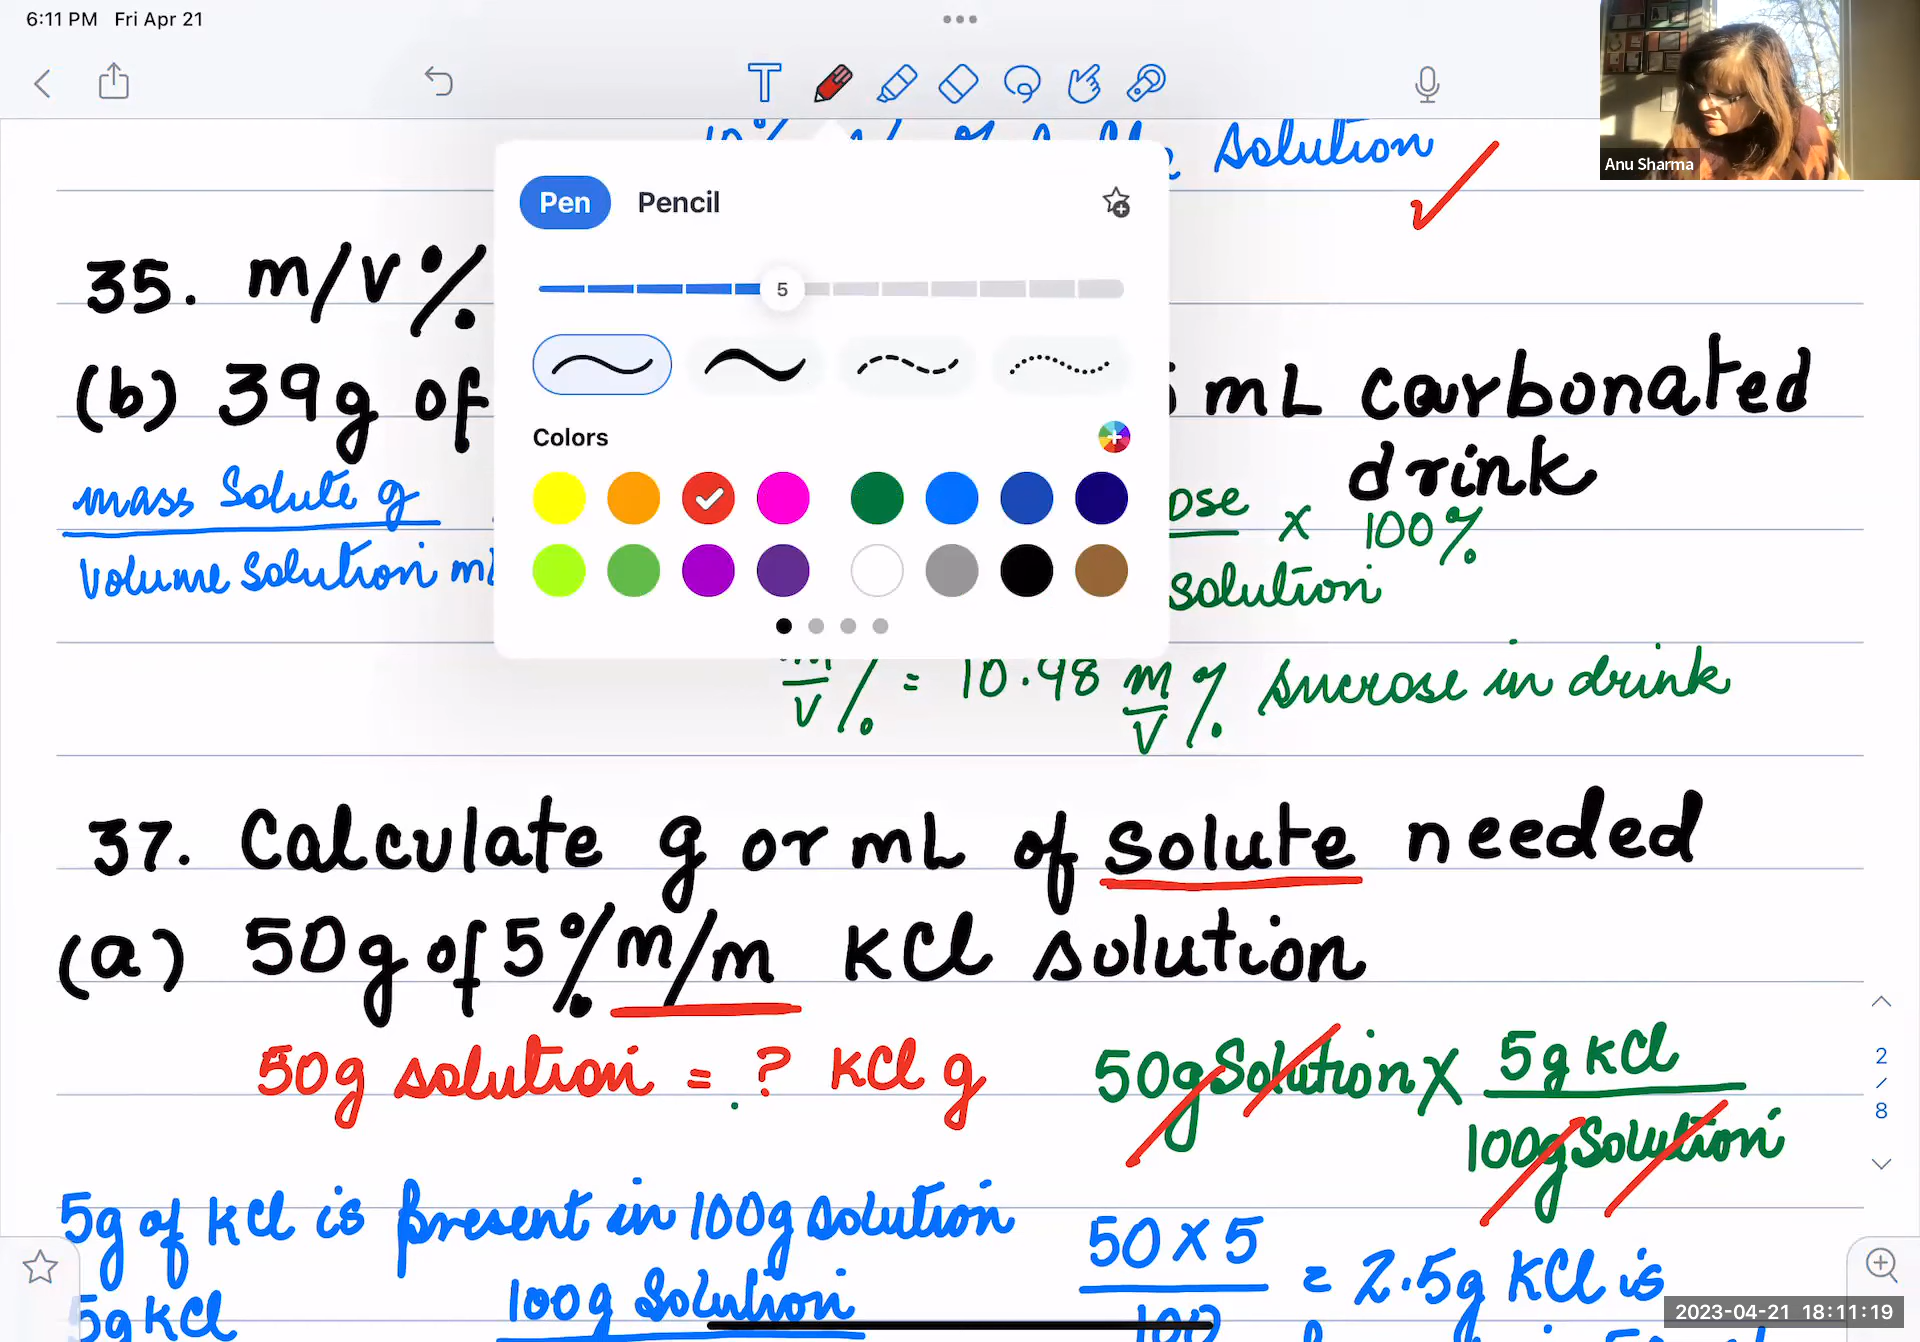 6:11 PM Fri Apr 21
T
solution
Anu Sharma
Pen Pencil
35. m/v%
5
(b) 39g of
mL carbonated
drink
Colors
mass solute g
ose x 100%
volume solution mL
solution
m/v % = 10.48 m/v % sucrose in drink
37. Calculate g or mL of solute needed
(a) 50g of 5% m/m KCl solution
50g solution = ? KCl g
50g solution x 5g KCl
100g solution
2
/
8
5g of KCl is present in 100g solution
50 x 5
= 2.5g KCl is
100
100g solution
5g KCl
2023-04-21 18:11:19